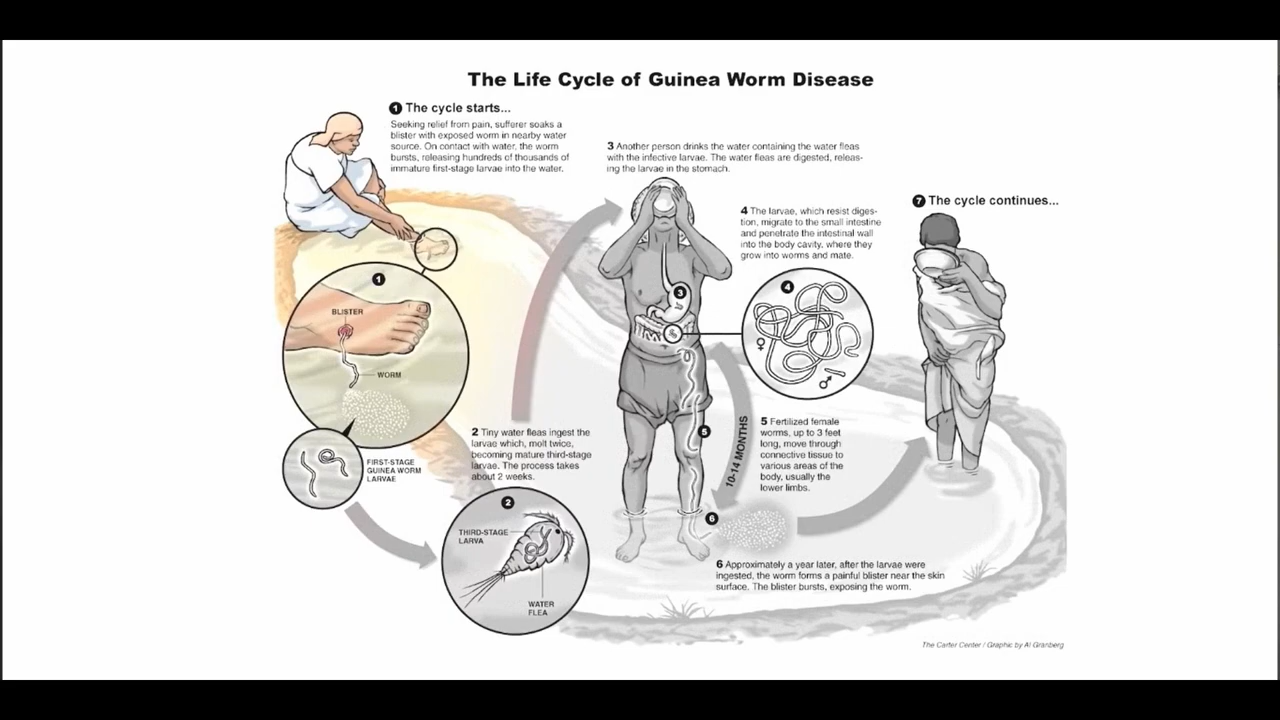 The Life Cycle of Guinea Worm Disease
1 The cycle starts...
Seeking relief from pain, sufferer soaks a
blister with exposed worm in nearby water
source. On contact with water, the worm
bursts, releasing hundreds of thousands of
immature first-stage larvae into the water.
1
BLISTER
WORM
FIRST-STAGE
GUINEA WORM
LARVAE
2 Tiny water fleas ingest the
larvae which, molt twice,
becoming mature third-stage
larvae. The process takes
about 2 weeks.
2
THIRD-STAGE
LARVA
WATER
FLEA
3 Another person drinks the water containing the water fleas
with the infective larvae. The water fleas are digested, releas-
ing the larvae in the stomach.
3
4 The larvae, which resist diges-
tion, migrate to the small intestine
and penetrate the intestinal wall
into the body cavity, where they
grow into worms and mate.
4
♀
♂
5
10-14 MONTHS
5 Fertilized female
worms, up to 3 feet
long, move through
connective tissue to
various areas of the
body, usually the
lower limbs.
6
6 Approximately a year later, after the larvae were
ingested, the worm forms a painful blister near the skin
surface. The blister bursts, exposing the worm.
7 The cycle continues...
The Carter Center / Graphic by Al Granberg